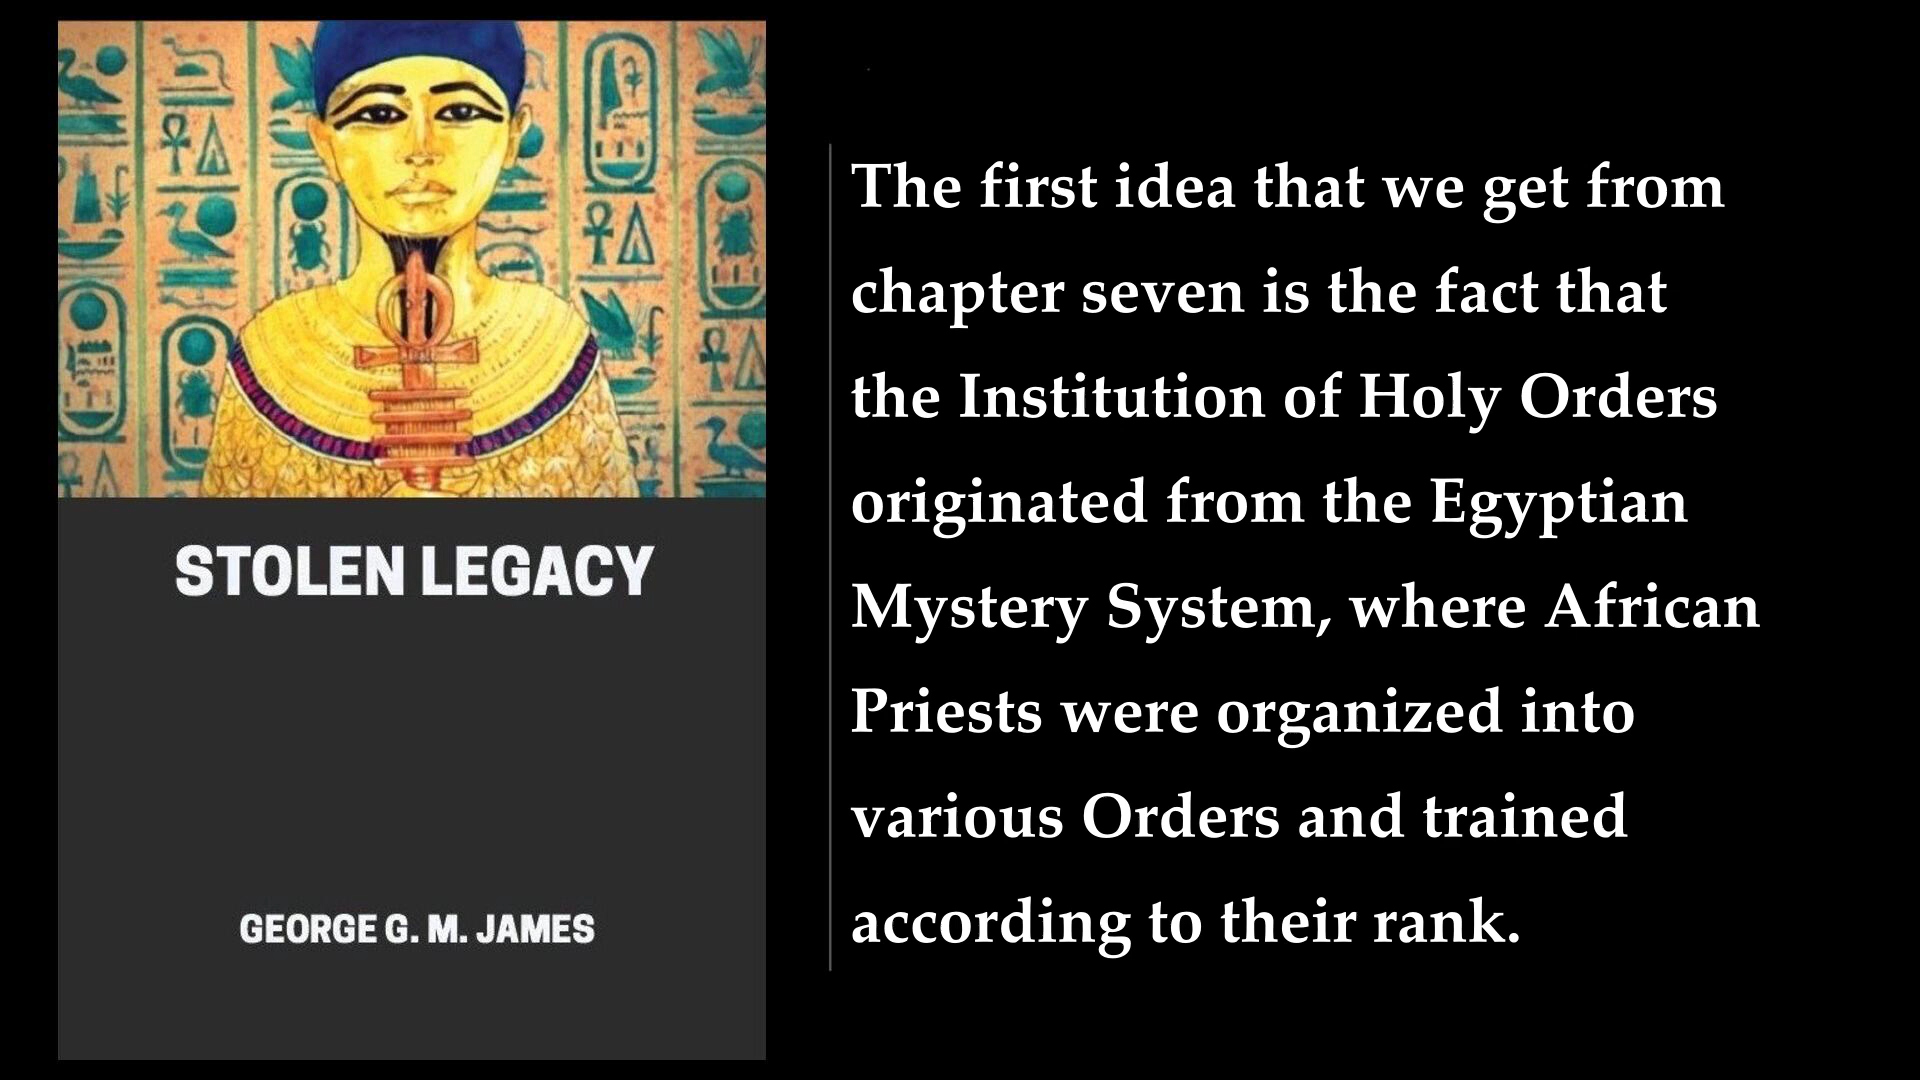 STOLEN LEGACY
GEORGE G. M. JAMES
The first idea that we get from
chapter seven is the fact that
the Institution of Holy Orders
originated from the Egyptian
Mystery System, where African
Priests were organized into
various Orders and trained
according to their rank.